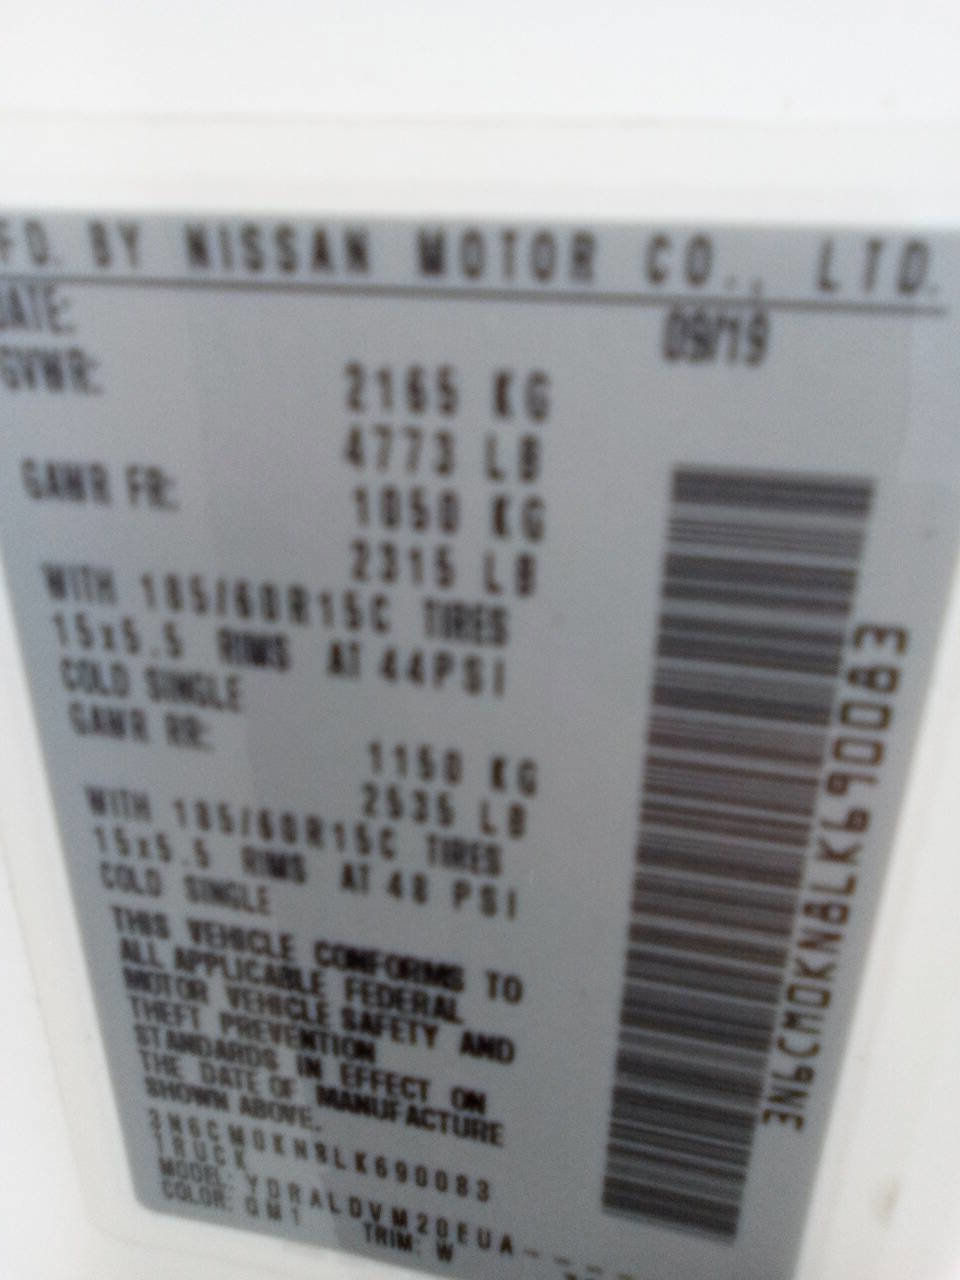 FD. BY NISSAN MOTOR CO., LTD.
DATE: 09/19
GVWR: 2165 KG
4773 LB
GAWR FR: 1050 KG
2315 LB
WITH 185/60R15C TIRES
15x5.5 RIMS AT 44PSI
COLD SINGLE
GAWR RR: 1150 KG
2535 LB
WITH 185/60R15C TIRES
15x5.5 RIMS AT 48 PSI
COLD SINGLE
THIS VEHICLE CONFORMS TO
ALL APPLICABLE FEDERAL
MOTOR VEHICLE SAFETY AND
THEFT PREVENTION
STANDARDS IN EFFECT ON
THE DATE OF MANUFACTURE
SHOWN ABOVE.
3N6CM0KN8LK690083
TRUCK
MODEL: VDRALDVM20EUA----
COLOR: QM1 TRIM: W
3N6CM0KN8LK690083